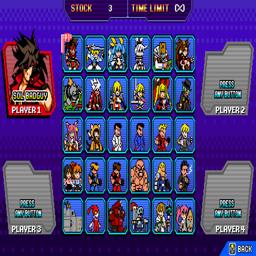 STOCK 3 TIME LIMIT ∞
SOL BADGUY
PLAYER 1
PRESS
ANY BUTTON
PLAYER 2
PRESS
ANY BUTTON
PLAYER 3
PRESS
ANY BUTTON
PLAYER 4
BACK